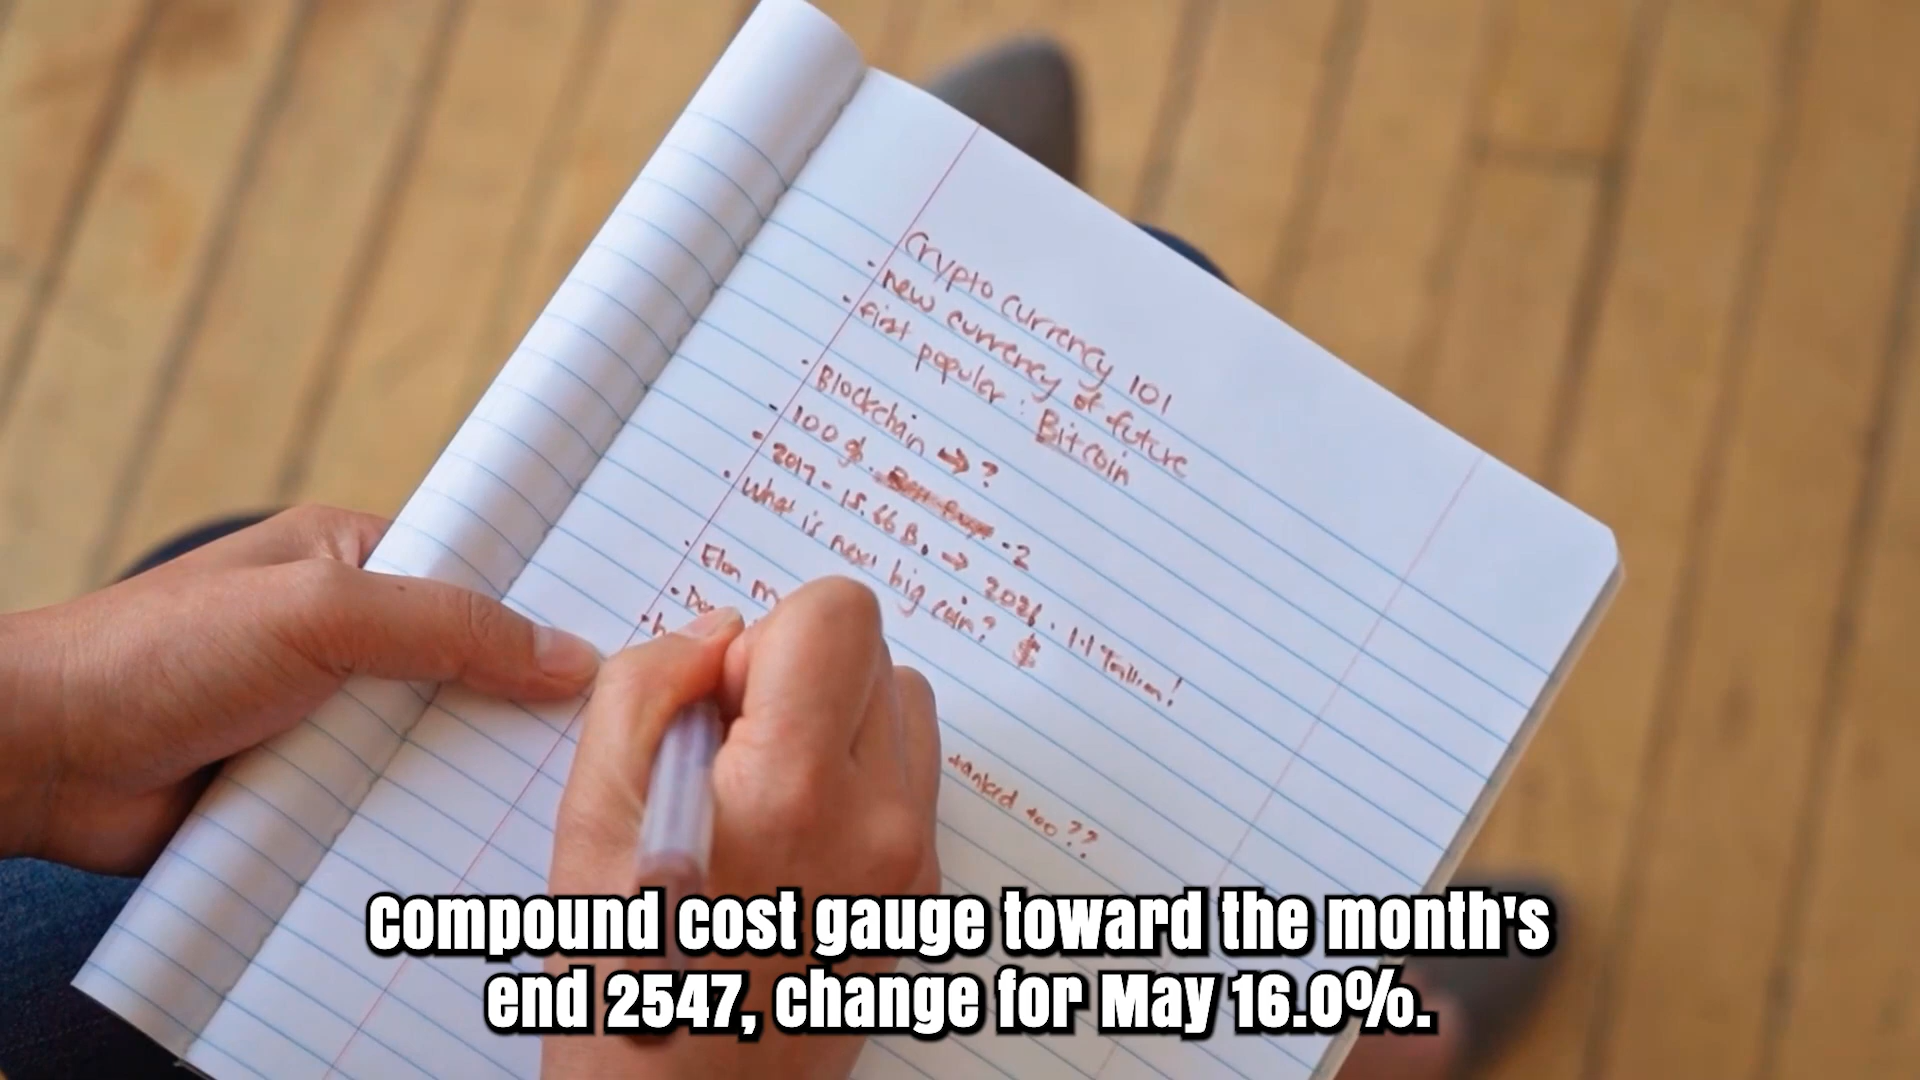 Crypto Currency 101
· new currency of future
· first popular : Bitcoin
· Blockchain → ?
- 100 $. -2
- 2017 - 15.66 B. → 2021. 1.1 Trillion!
· What is next big coin? $
· Elon
tanked too??
Compound cost gauge toward the month's
end 2547, change for May 16.0%.